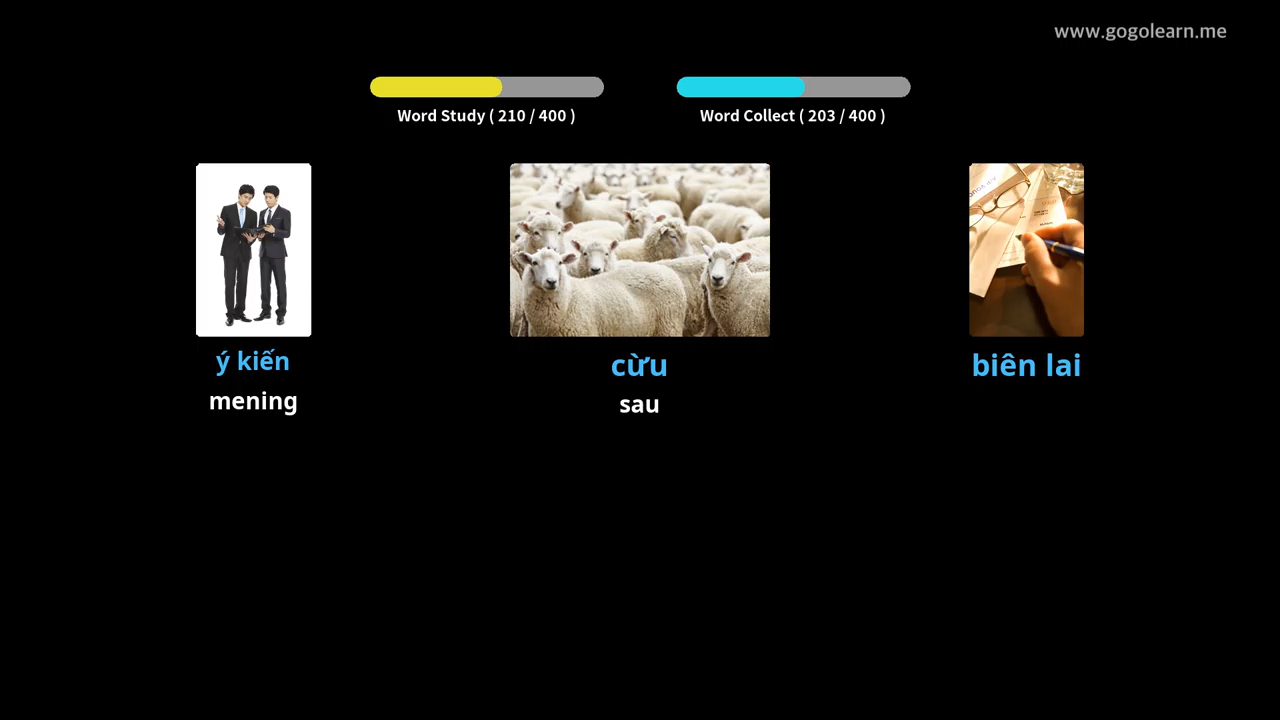 www.gogolearn.me
Word Study ( 210 / 400 )
Word Collect ( 203 / 400 )
ý kiến
mening
cừu
sau
biên lai